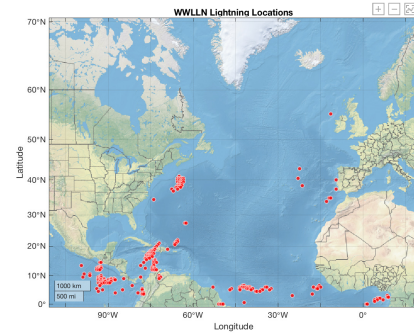 WWLLN Lightning Locations
70°N
60°N
50°N
40°N
30°N
20°N
10°N
0°
Latitude
1000 km
500 mi
90°W
60°W
30°W
0°
Longitude